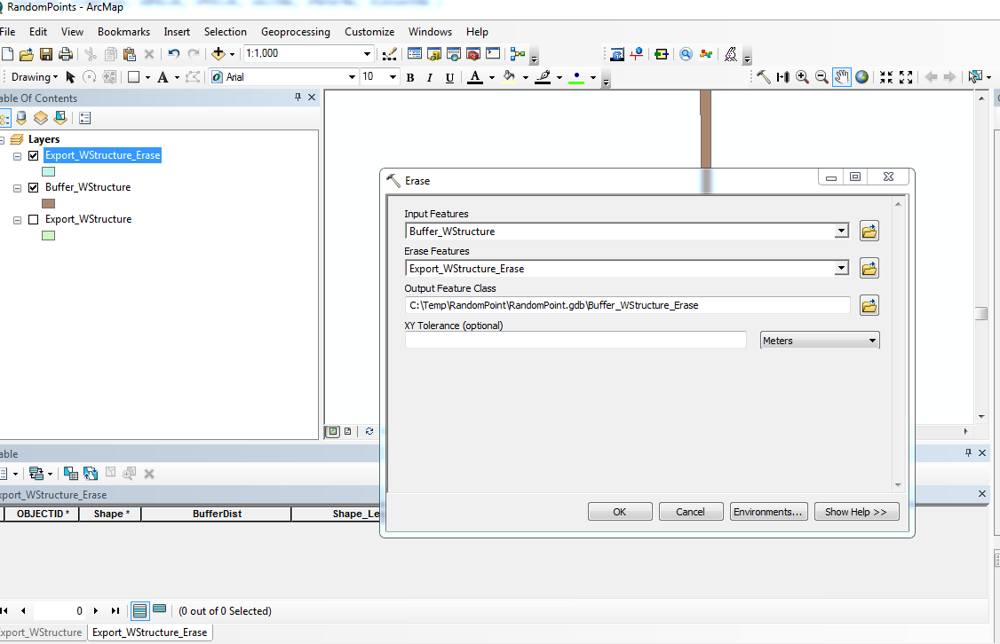 RandomPoints - ArcMap
File Edit View Bookmarks Insert Selection Geoprocessing Customize Windows Help
1:1,000
Drawing A Arial 10 B I U A
able Of Contents
Layers
Export_WStructure_Erase
Buffer_WStructure
Export_WStructure
Erase
Input Features
Buffer_WStructure
Erase Features
Export_WStructure_Erase
Output Feature Class
C:\Temp\RandomPoint\RandomPoint.gdb\Buffer_WStructure_Erase
XY Tolerance (optional)
Meters
OK Cancel Environments... Show Help >>
able
xport_WStructure_Erase
OBJECTID * Shape * BufferDist Shape_Le
0 (0 out of 0 Selected)
xport_WStructure Export_WStructure_Erase